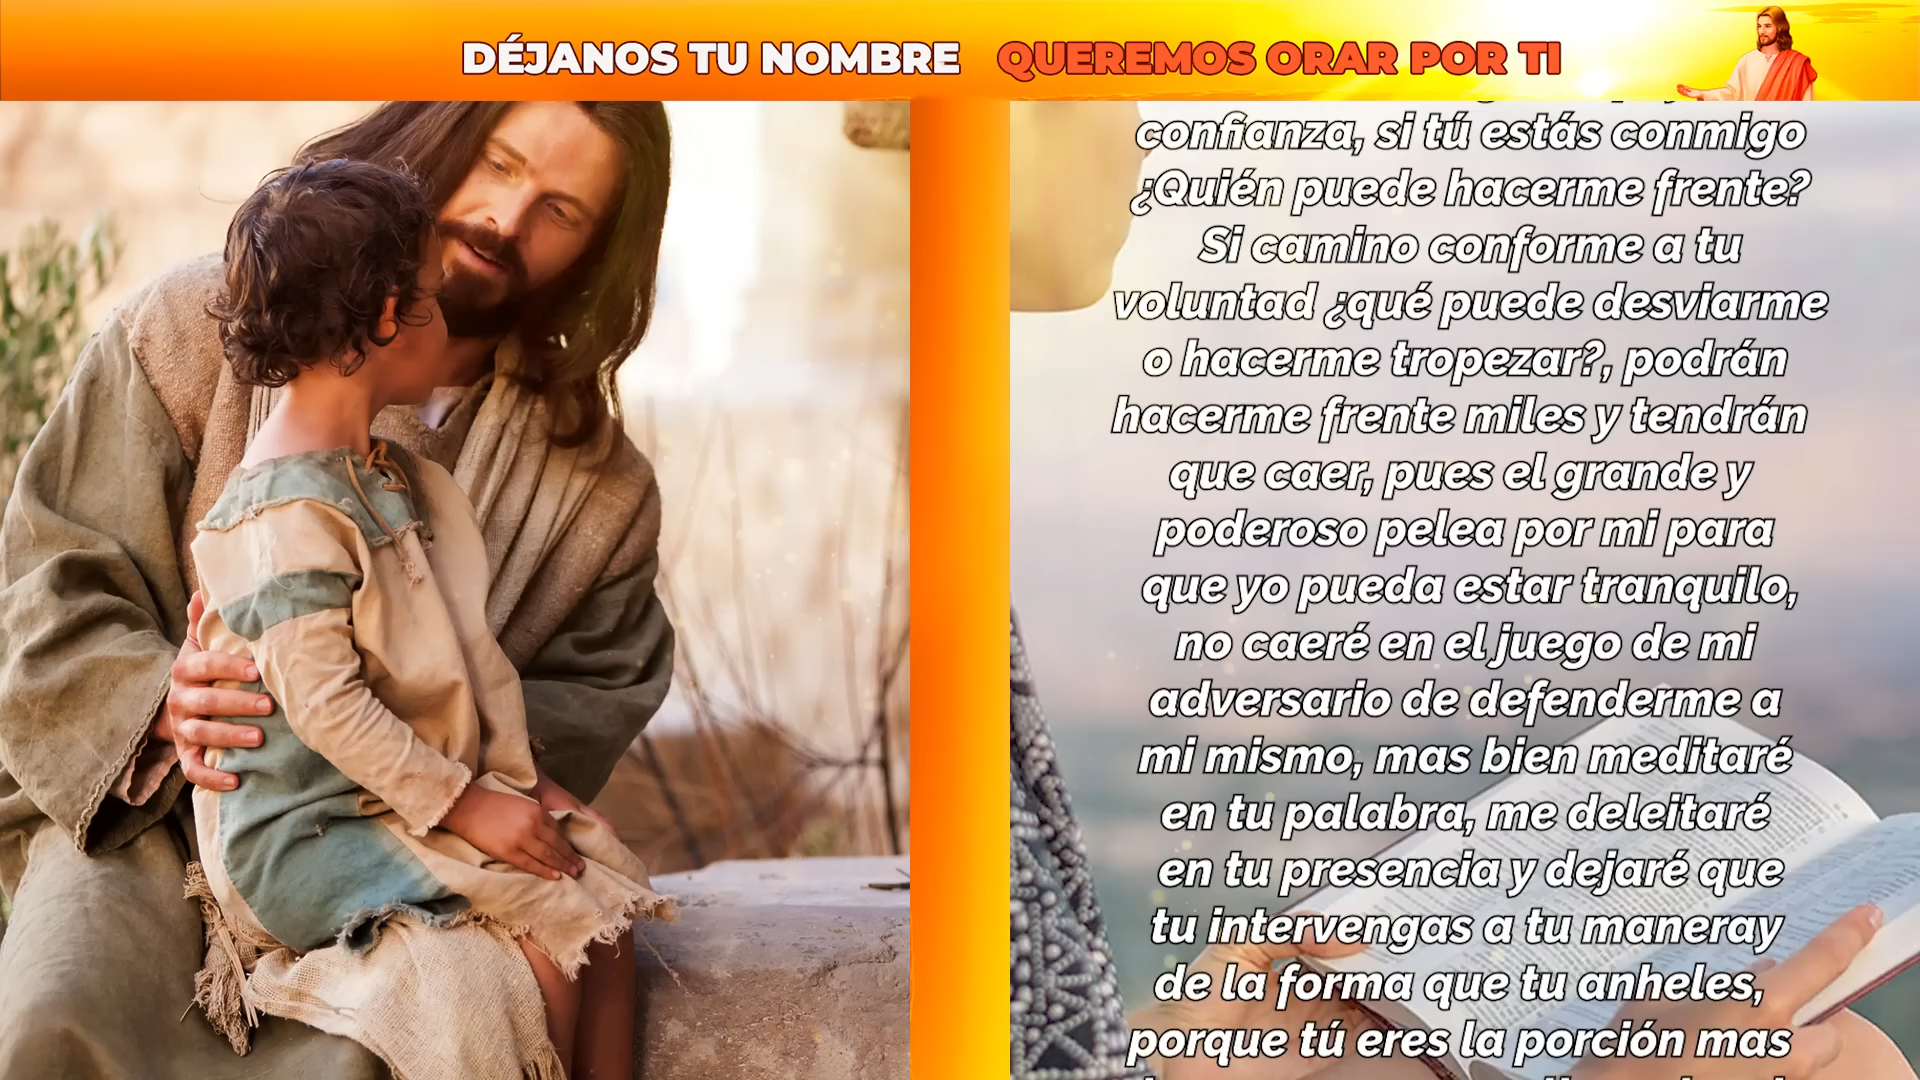 DÉJANOS TU NOMBRE QUEREMOS ORAR POR TI
confianza, si tú estás conmigo
¿Quién puede hacerme frente?
Si camino conforme a tu
voluntad ¿qué puede desviarme
o hacerme tropezar?, podrán
hacerme frente miles y tendrán
que caer, pues el grande y
poderoso pelea por mi para
que yo pueda estar tranquilo,
no caeré en el juego de mi
adversario de defenderme a
mi mismo, mas bien meditaré
en tu palabra, me deleitaré
en tu presencia y dejaré que
tu intervengas a tu maneray
de la forma que tu anheles,
porque tú eres la porción mas